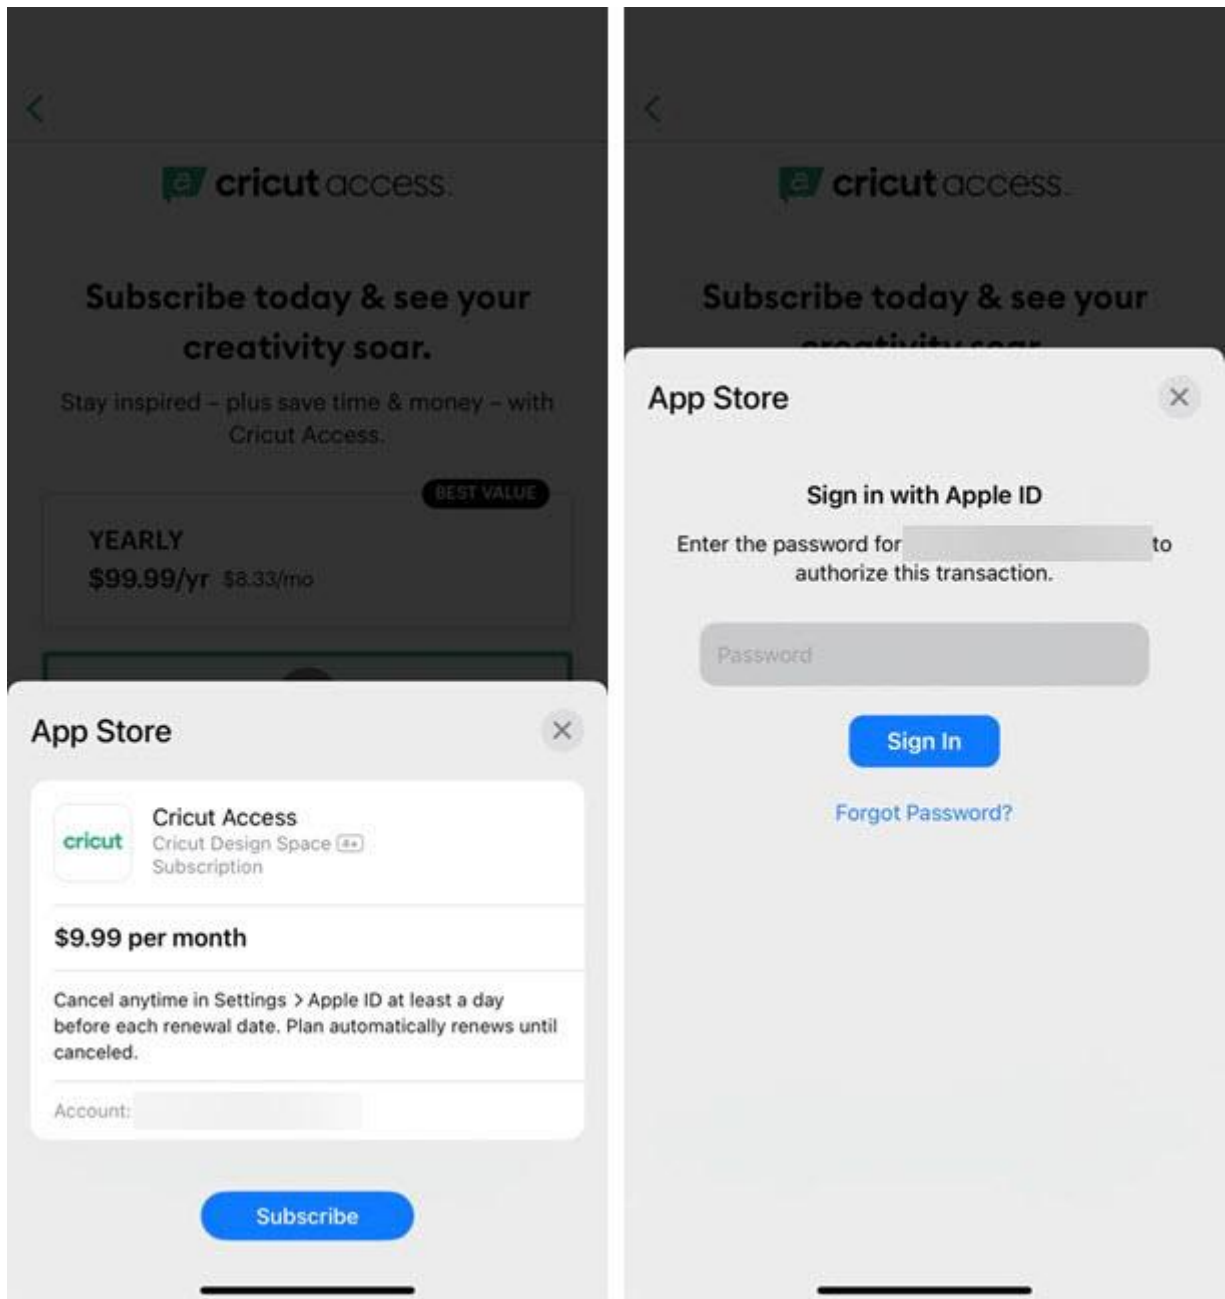 a cricut access™
Subscribe today & see your
creativity soar.
Stay inspired – plus save time & money – with
Cricut Access.
BEST VALUE
YEARLY
$99.99/yr $8.33/mo
App Store
cricut
Cricut Access
Cricut Design Space 4+
Subscription
$9.99 per month
Cancel anytime in Settings > Apple ID at least a day
before each renewal date. Plan automatically renews until
canceled.
Account:
Subscribe
a cricut access™
Subscribe today & see your
creativity soar.
App Store
Sign in with Apple ID
Enter the password for to
authorize this transaction.
Password
Sign In
Forgot Password?